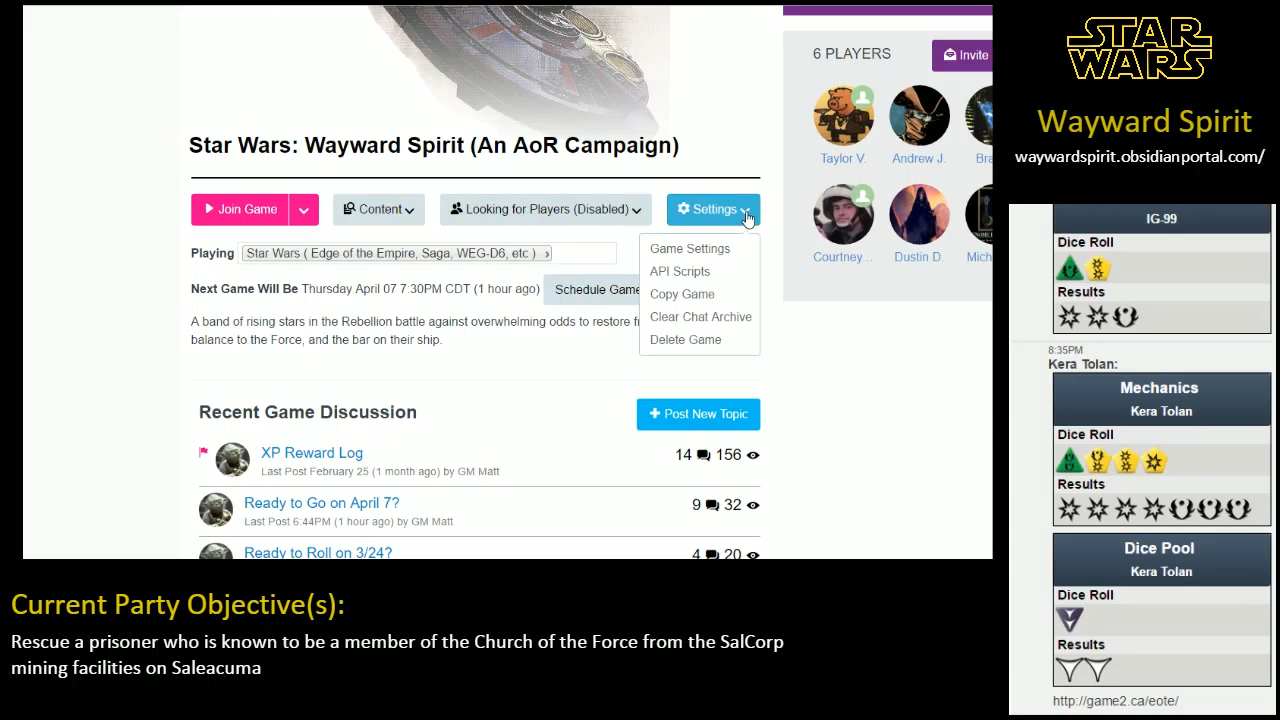 Star Wars: Wayward Spirit (An AoR Campaign)
Join Game
Content
Looking for Players (Disabled)
Settings
Game Settings
API Scripts
Copy Game
Clear Chat Archive
Delete Game
Playing Star Wars ( Edge of the Empire, Saga, WEG-D6, etc ) ›
Next Game Will Be Thursday April 07 7:30PM CDT (1 hour ago) Schedule Game
A band of rising stars in the Rebellion battle against overwhelming odds to restore
balance to the Force, and the bar on their ship.
Recent Game Discussion
+ Post New Topic
XP Reward Log
14 156
Last Post February 25 (1 month ago) by GM Matt
Ready to Go on April 7?
9 32
Last Post 6:44PM (1 hour ago) by GM Matt
Ready to Roll on 3/24?
4 20
6 PLAYERS
Invite
Taylor V. Andrew J. Bra
Courtney... Dustin D. Mich
STAR
WARS
Wayward Spirit
waywardspirit.obsidianportal.com/
IG-99
Dice Roll
Results
8:35PM
Kera Tolan:
Mechanics
Kera Tolan
Dice Roll
Results
Dice Pool
Kera Tolan
Dice Roll
Results
http://game2.ca/eote/
Current Party Objective(s):
Rescue a prisoner who is known to be a member of the Church of the Force from the SalCorp
mining facilities on Saleacuma